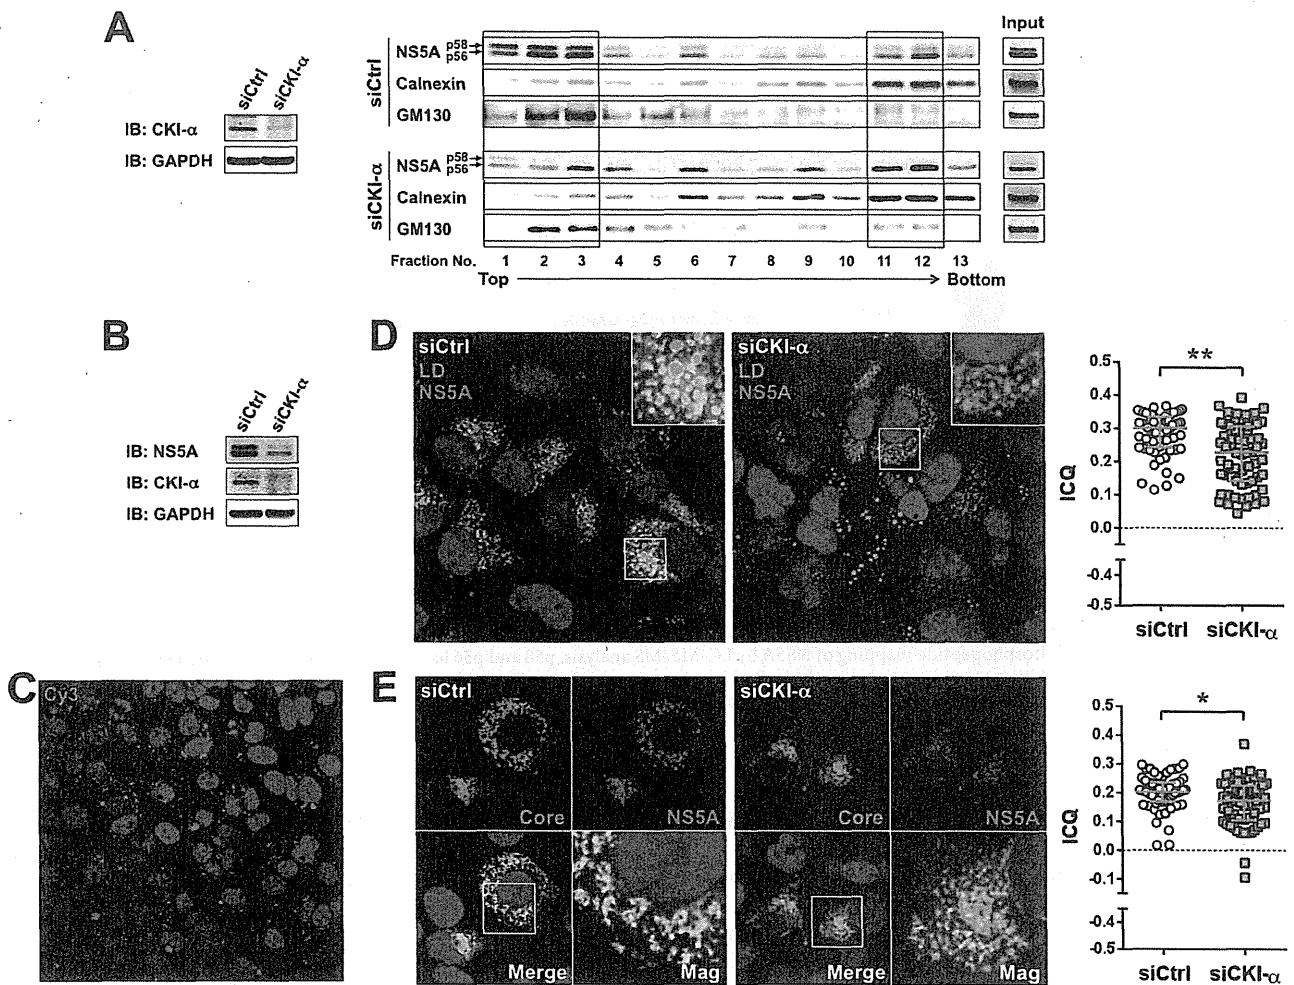 A
siCtrl siCKI-α
IB: CKI-α
IB: GAPDH
Input
siCtrl
NS5A p58 p56
Calnexin
GM130
siCKI-α
NS5A p58 p56
Calnexin
GM130
Fraction No. 1 2 3 4 5 6 7 8 9 10 11 12 13
Top Bottom
B
siCtrl siCKI-α
IB: NS5A
IB: CKI-α
IB: GAPDH
C
Cy3
D
siCtrl
LD
NS5A
siCKI-α
LD
NS5A
ICQ
0.5
0.4
0.3
0.2
0.1
0.0
-0.4
-0.5
**
siCtrl siCKI-α
E
siCtrl
Core
NS5A
Merge
Mag
siCKI-α
Core
NS5A
Merge
Mag
ICQ
0.5
0.4
0.3
0.2
0.1
0.0
-0.1
-0.4
-0.5
*
siCtrl siCKI-α